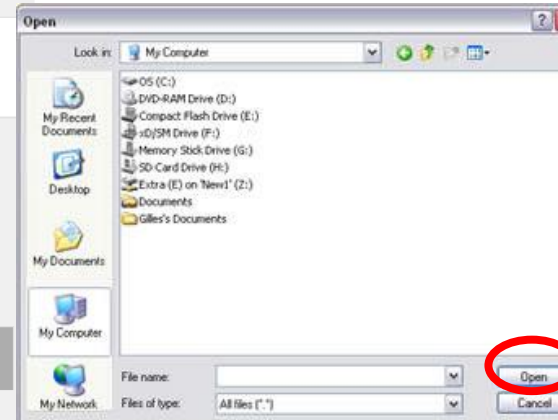 Open
Look in: My Computer
OS (C:)
DVD-RAM Drive (D:)
Compact Flash Drive (E:)
xD/SM Drive (F:)
Memory Stick Drive (G:)
SD Card Drive (H:)
Extra (E) on 'New1' (Z:)
Documents
Gilles's Documents
My Recent
Documents
Desktop
My Documents
My Computer
My Network
File name:
Open
Files of type: All files (*.*)
Cancel